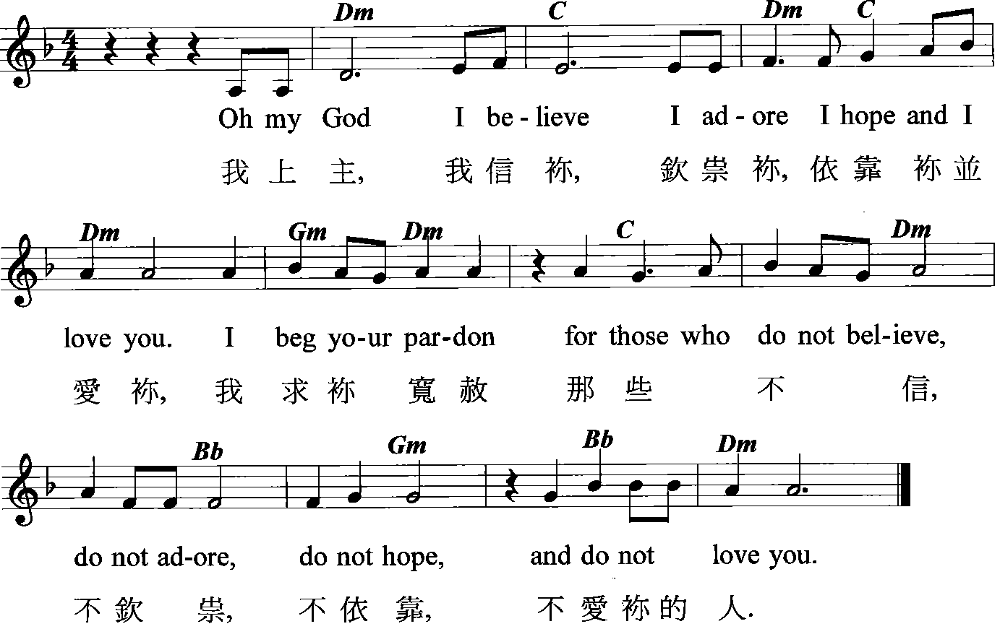 Dm C Dm C
4/4
Oh my God I be - lieve I ad - ore I hope and I
我上主, 我信祢, 欽祟祢, 依靠祢並
Dm Gm Dm C Dm
love you. I beg yo-ur par-don for those who do not bel-ieve,
愛祢, 我求祢寬赦那些不信,
Bb Gm Bb Dm
do not ad-ore, do not hope, and do not love you.
不欽祟, 不依靠, 不愛祢的人.